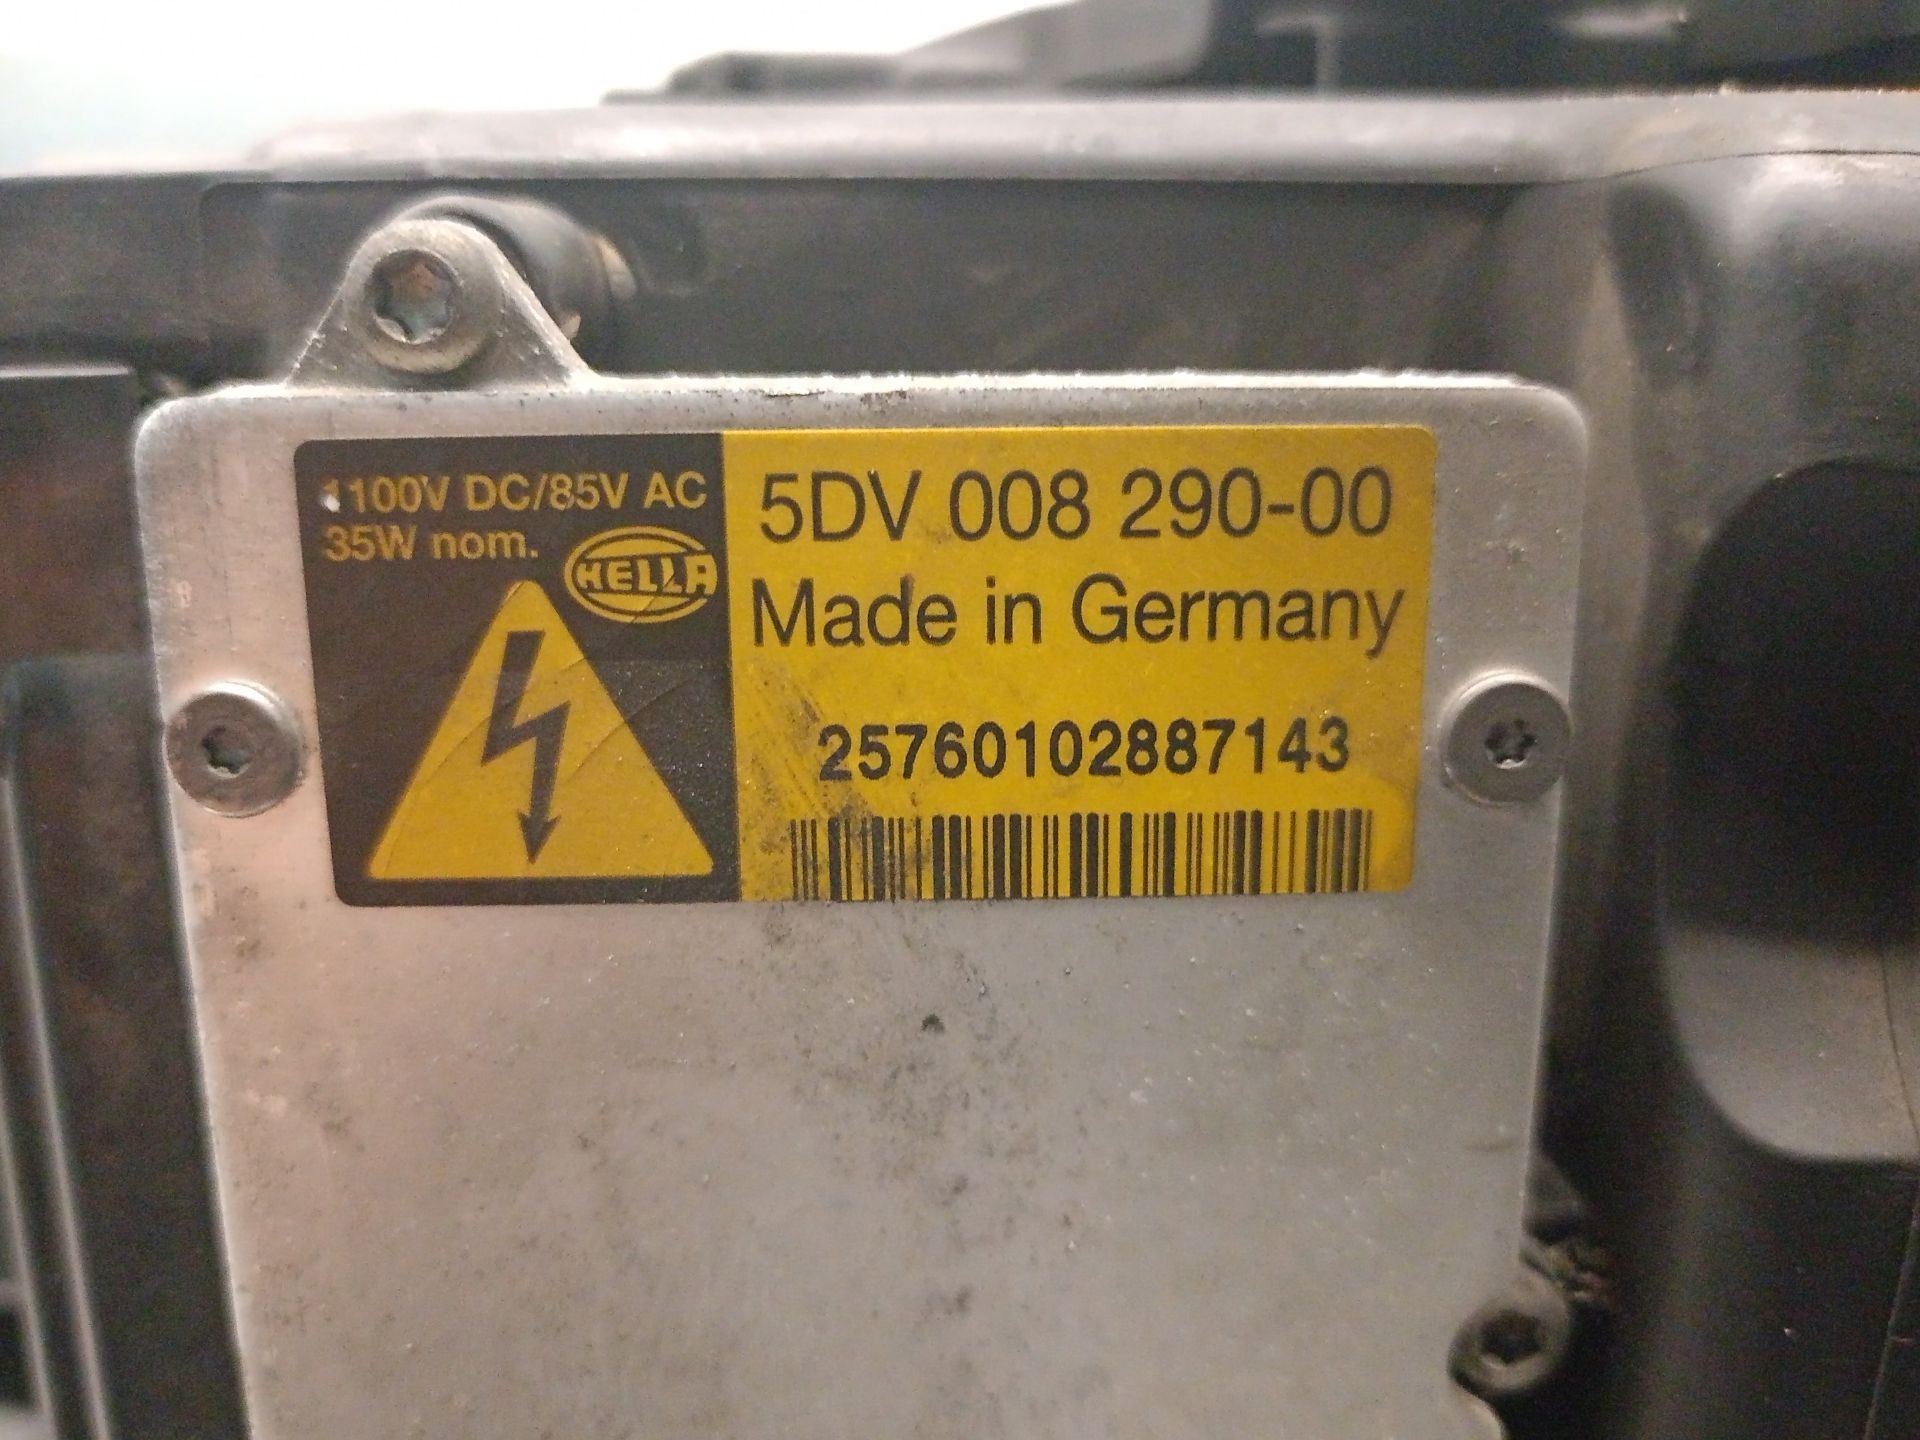 1100V DC/85V AC
35W nom.
HELLA
5DV 008 290-00
Made in Germany
25760102887143